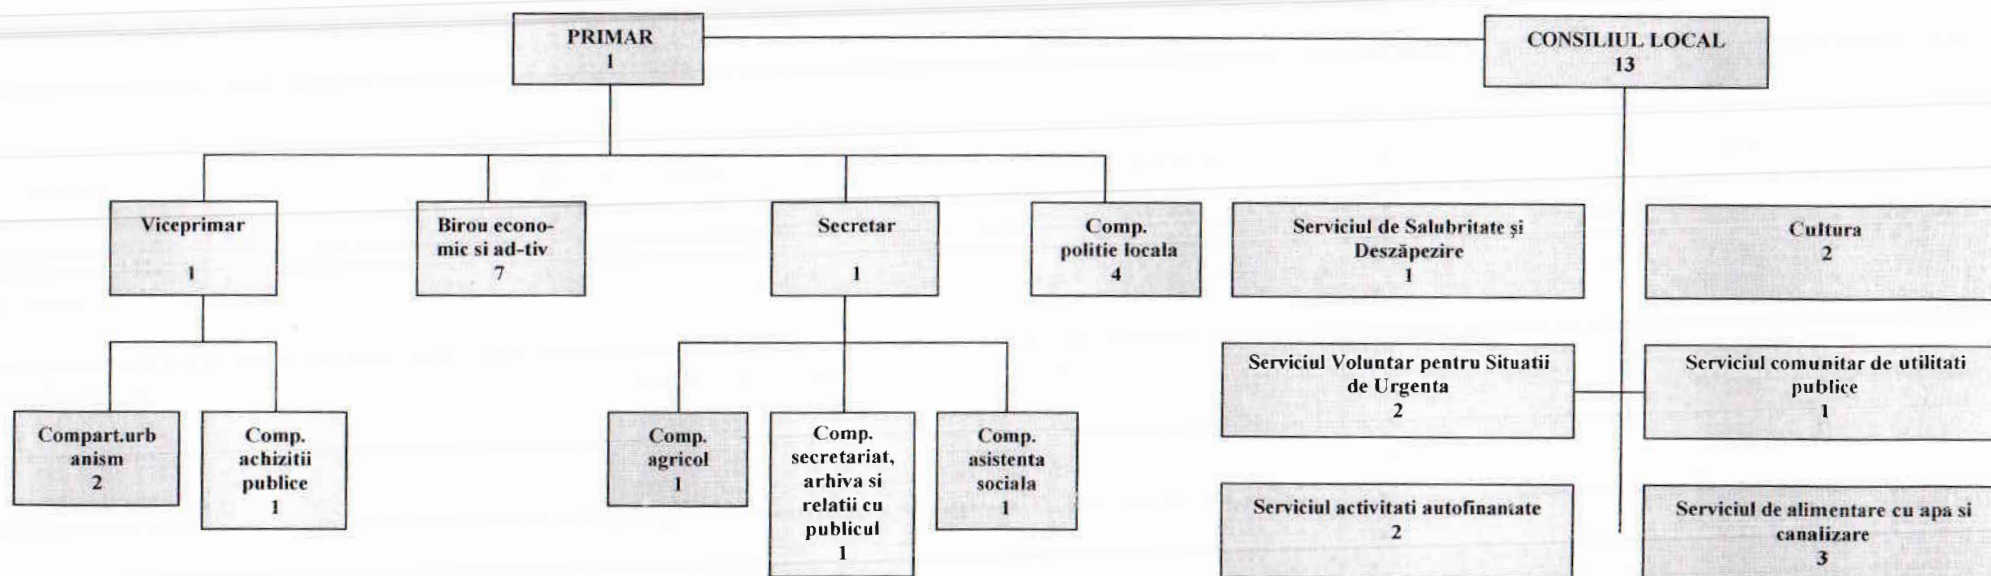 PRIMAR
1
CONSILIUL LOCAL
13
Viceprimar
1
Birou econo-
mic si ad-tiv
7
Secretar
1
Comp.
politie locala
4
Serviciul de Salubritate și
Deszăpezire
1
Cultura
2
Serviciul Voluntar pentru Situatii
de Urgenta
2
Serviciul comunitar de utilitati
publice
1
Compart.urb
anism
2
Comp.
achizitii
publice
1
Comp.
agricol
1
Comp.
secretariat,
arhiva si
relatii cu
publicul
1
Comp.
asistenta
sociala
1
Serviciul activitati autofinantate
2
Serviciul de alimentare cu apa si
canalizare
3